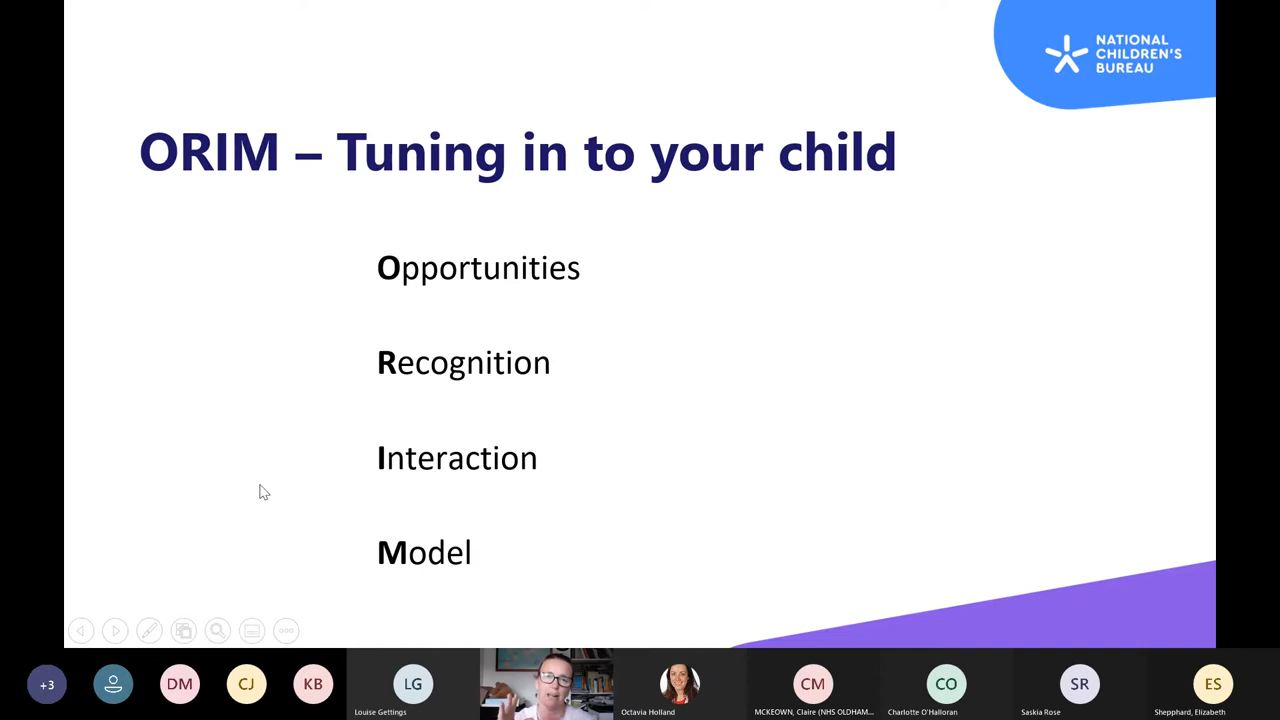 NATIONAL
CHILDREN'S
BUREAU
ORIM – Tuning in to your child
Opportunities
Recognition
Interaction
Model
+3
DM
CJ
KB
LG
Louise Gettings
Octavia Holland
CM
MCKEOWN, Claire (NHS OLDHAM...
CO
Charlotte O'Halloran
SR
Saskia Rose
ES
Shepphard, Elizabeth